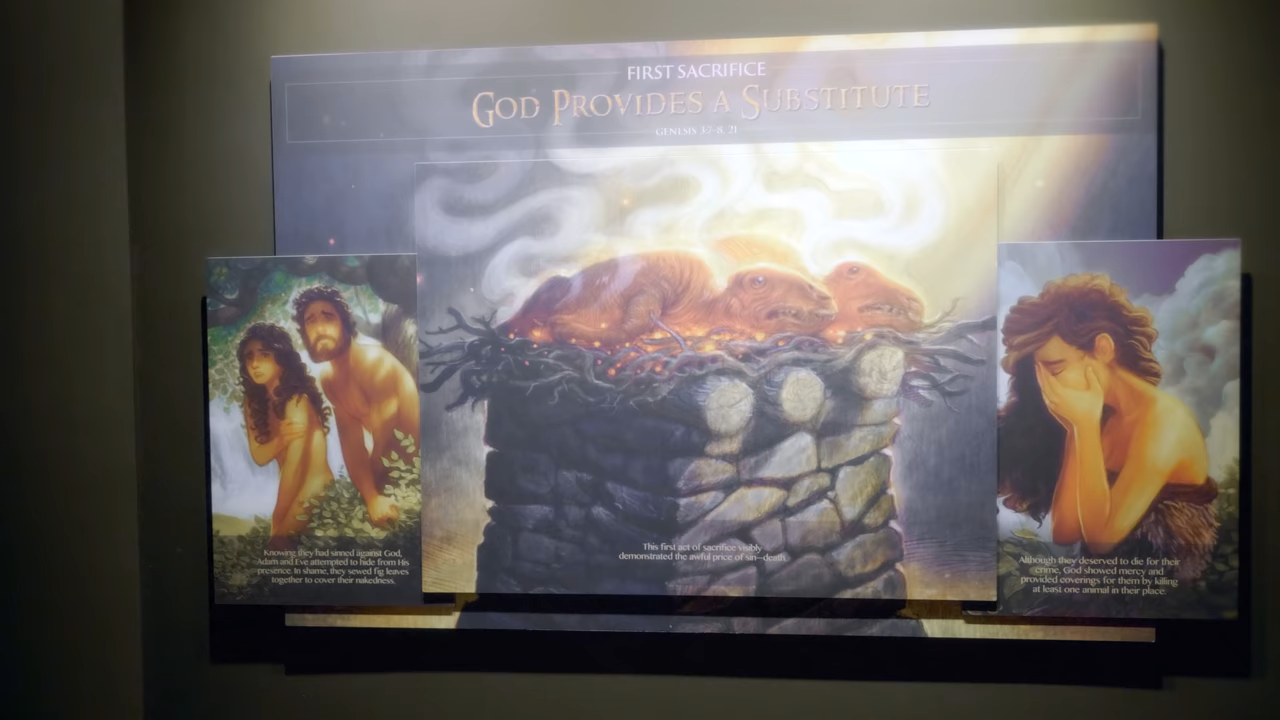 FIRST SACRIFICE
GOD PROVIDES A SUBSTITUTE
GENESIS 3:7–8, 21
Knowing they had sinned against God,
Adam and Eve attempted to hide from His
presence. In shame, they sewed fig leaves
together to cover their nakedness.
This first act of sacrifice visibly
demonstrated the awful price of sin—death.
Although they deserved to die for their
crime, God showed mercy and
provided coverings for them by killing
at least one animal in their place.